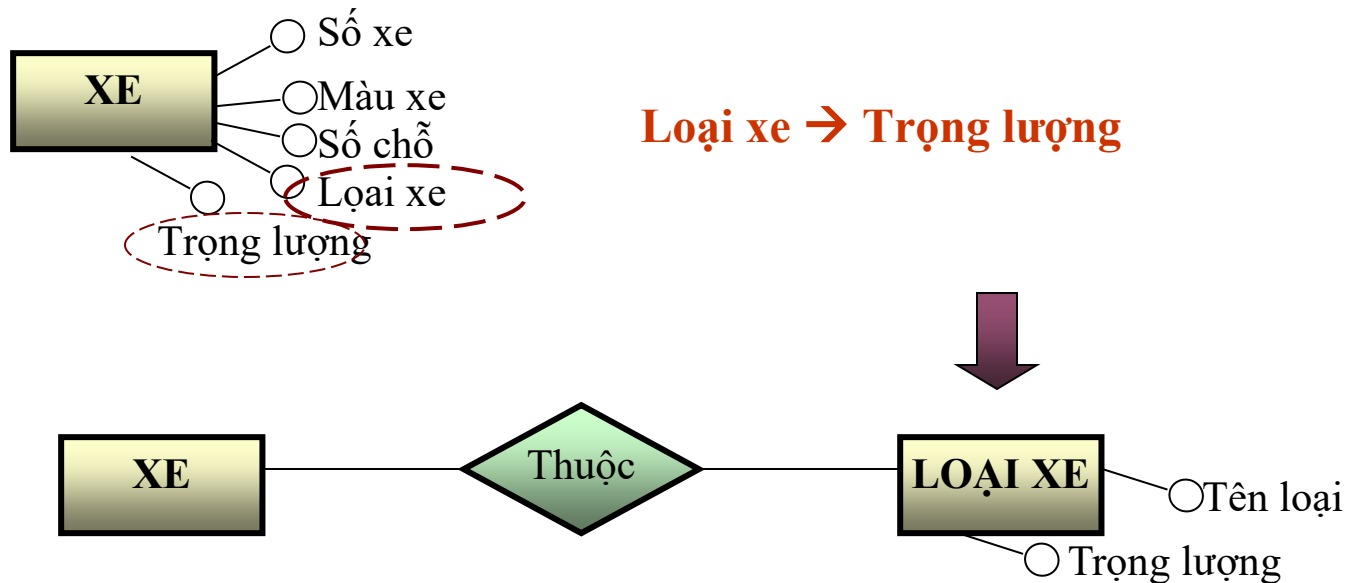 Số xe
XE
Màu xe
Số chỗ
Loại xe → Trọng lượng
Lọai xe
Trọng lượng
XE
Thuộc
LOẠI XE
Tên loại
Trọng lượng